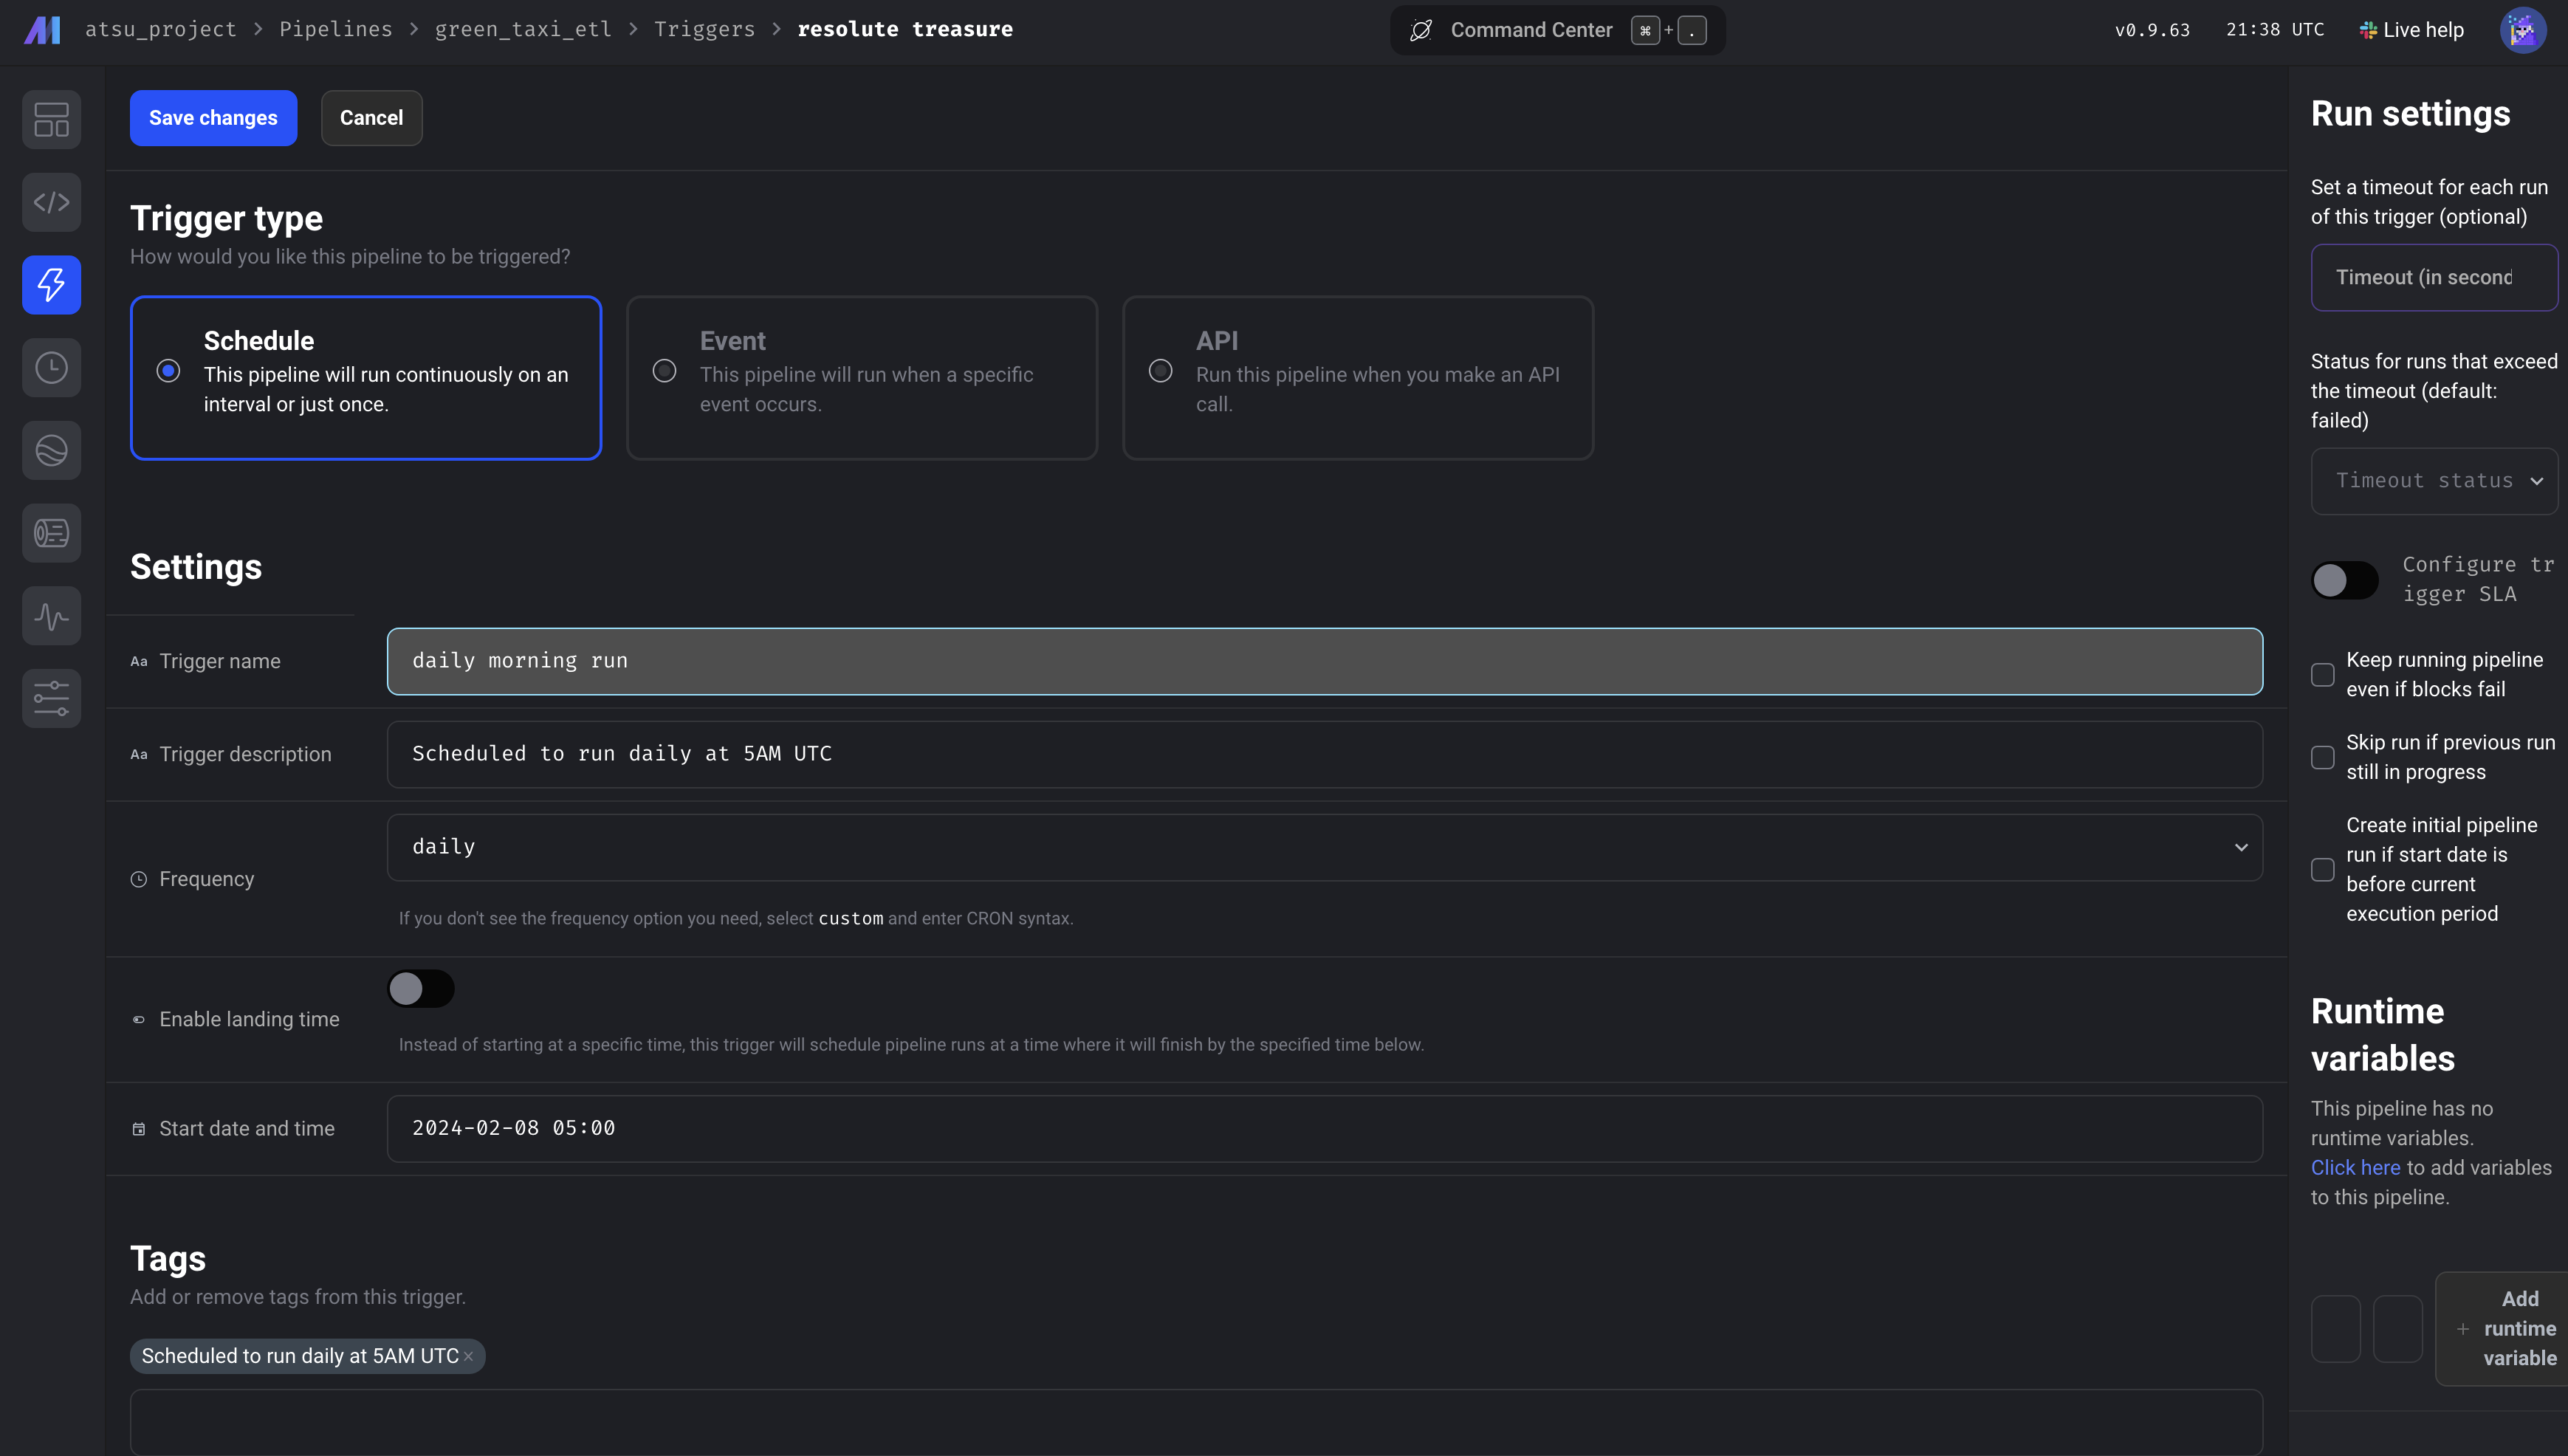 atsu_project > Pipelines > green_taxi_etl > Triggers > resolute treasure
Command Center ⌘ + .
v0.9.63
21:38 UTC
Live help
Save changes
Cancel
Trigger type
How would you like this pipeline to be triggered?
Schedule
This pipeline will run continuously on an
interval or just once.
Event
This pipeline will run when a specific
event occurs.
API
Run this pipeline when you make an API
call.
Settings
Aa Trigger name
daily morning run
Aa Trigger description
Scheduled to run daily at 5AM UTC
Frequency
daily
If you don't see the frequency option you need, select custom and enter CRON syntax.
Enable landing time
Instead of starting at a specific time, this trigger will schedule pipeline runs at a time where it will finish by the specified time below.
Start date and time
2024-02-08 05:00
Tags
Add or remove tags from this trigger.
Scheduled to run daily at 5AM UTC ×
Run settings
Set a timeout for each run
of this trigger (optional)
Timeout (in second
Status for runs that exceed
the timeout (default:
failed)
Timeout status
Configure tr
igger SLA
Keep running pipeline
even if blocks fail
Skip run if previous run
still in progress
Create initial pipeline
run if start date is
before current
execution period
Runtime
variables
This pipeline has no
runtime variables.
Click here to add variables
to this pipeline.
+ Add
runtime
variable